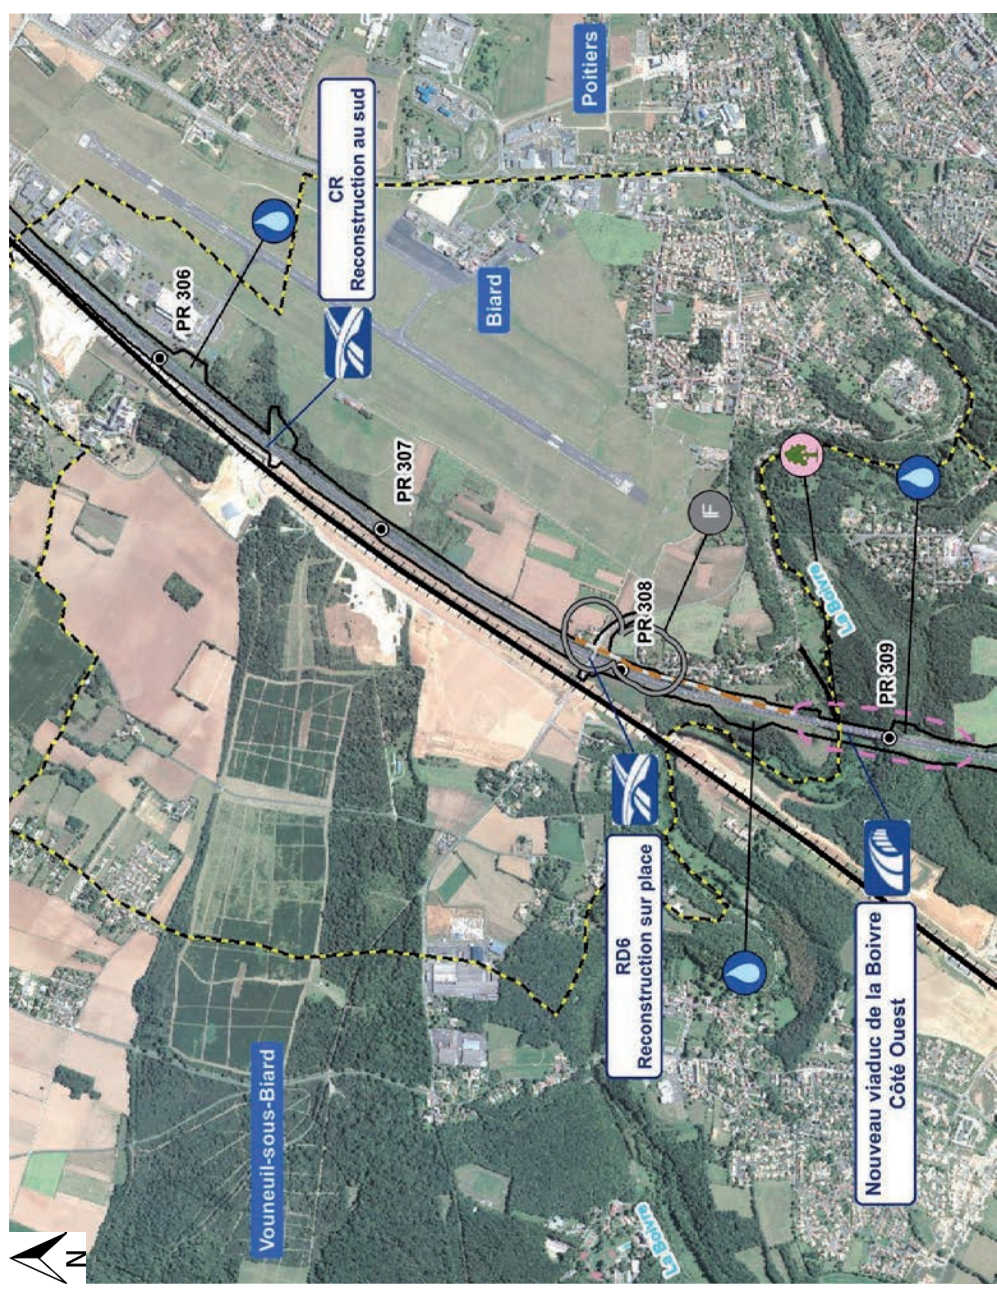 N
Vouneuil-sous-Biard
PR 306
CR
Reconstruction au sud
Poitiers
PR 307
Biard
F
PR 308
RD6
Reconstruction sur place
La Boivre
PR 309
Nouveau viaduc de la Boivre
Côté Ouest
La Boivre